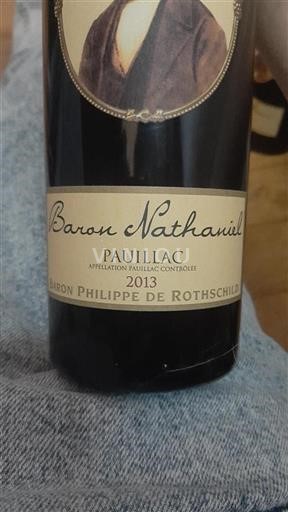 Baron Nathaniel
PAUILLAC
APPELLATION PAUILLAC CONTRÔLÉE
2013
BARON PHILIPPE DE ROTHSCHILD